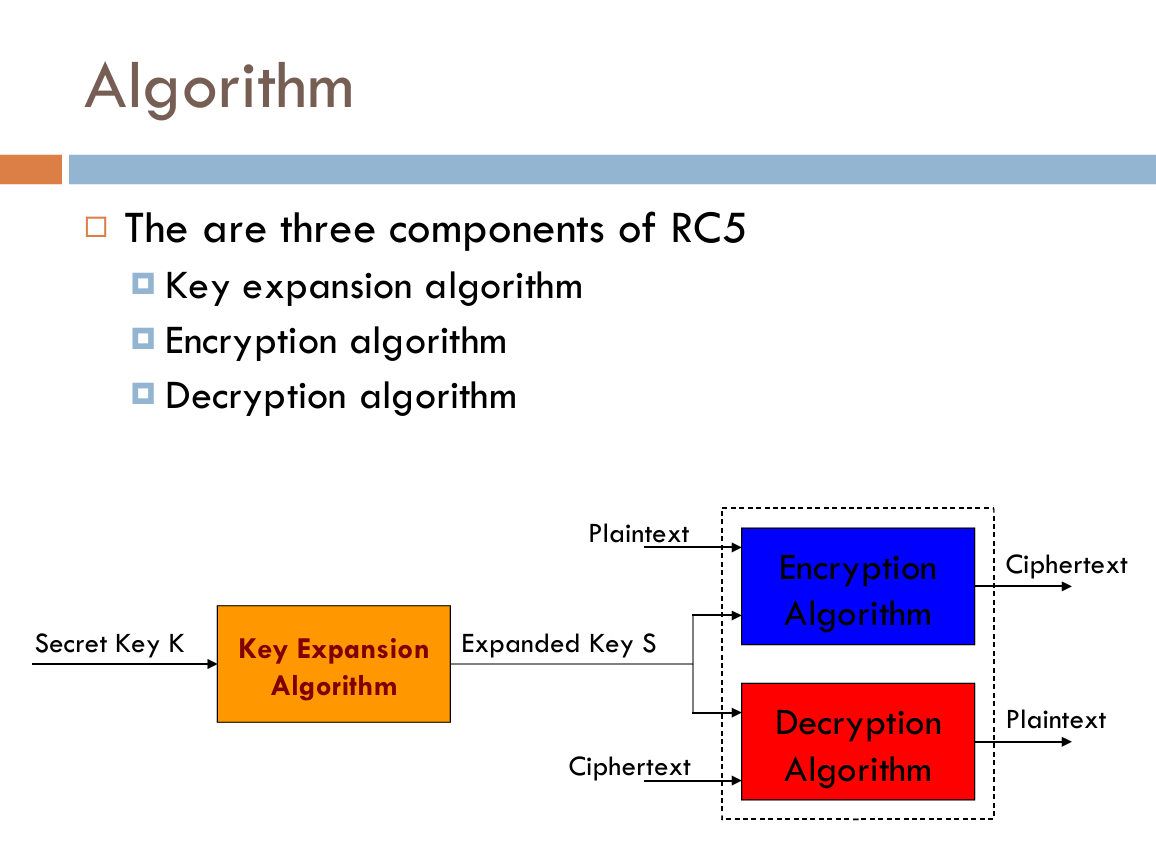 Algorithm
The are three components of RC5
Key expansion algorithm
Encryption algorithm
Decryption algorithm
Plaintext
Encryption
Algorithm
Ciphertext
Secret Key K
Key Expansion
Algorithm
Expanded Key S
Decryption
Algorithm
Plaintext
Ciphertext